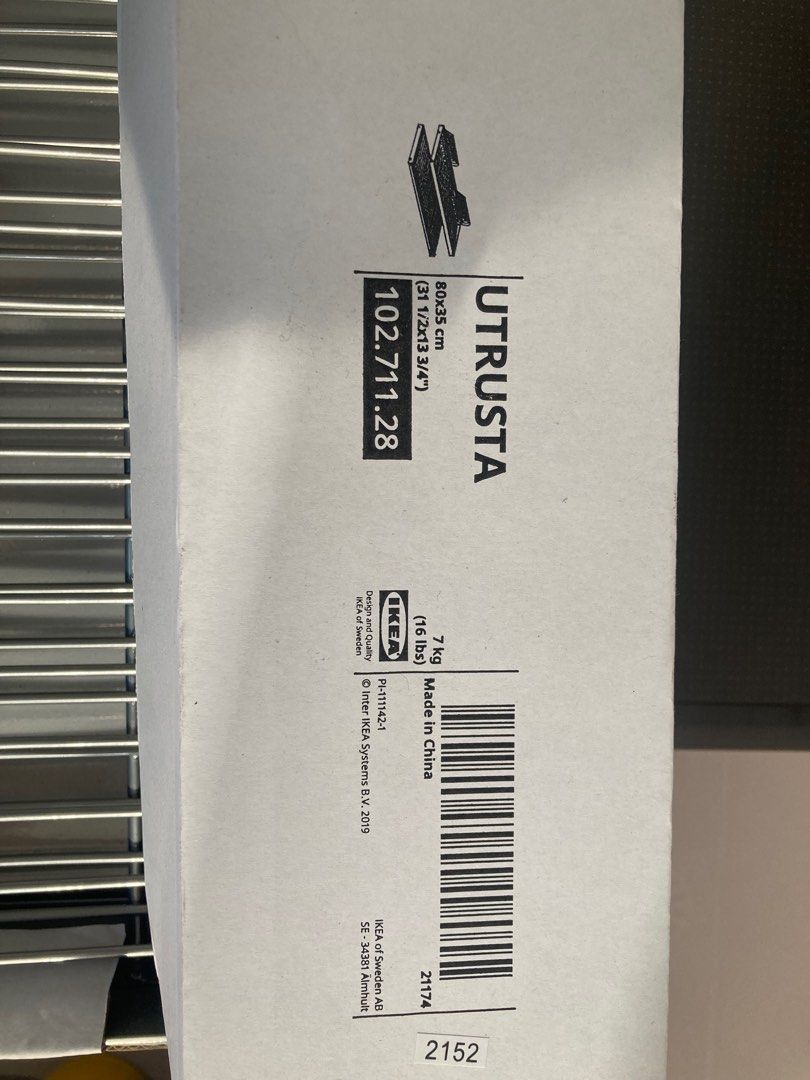 UTRUSTA
80x35 cm
(31 1/2x13 3/4")
102.711.28
7 kg
(16 lbs)
IKEA
Design and Quality
IKEA of Sweden
Made in China
21174
PI-111142-1
© Inter IKEA Systems B.V. 2019
IKEA of Sweden AB
SE - 34381 Älmhult
2152